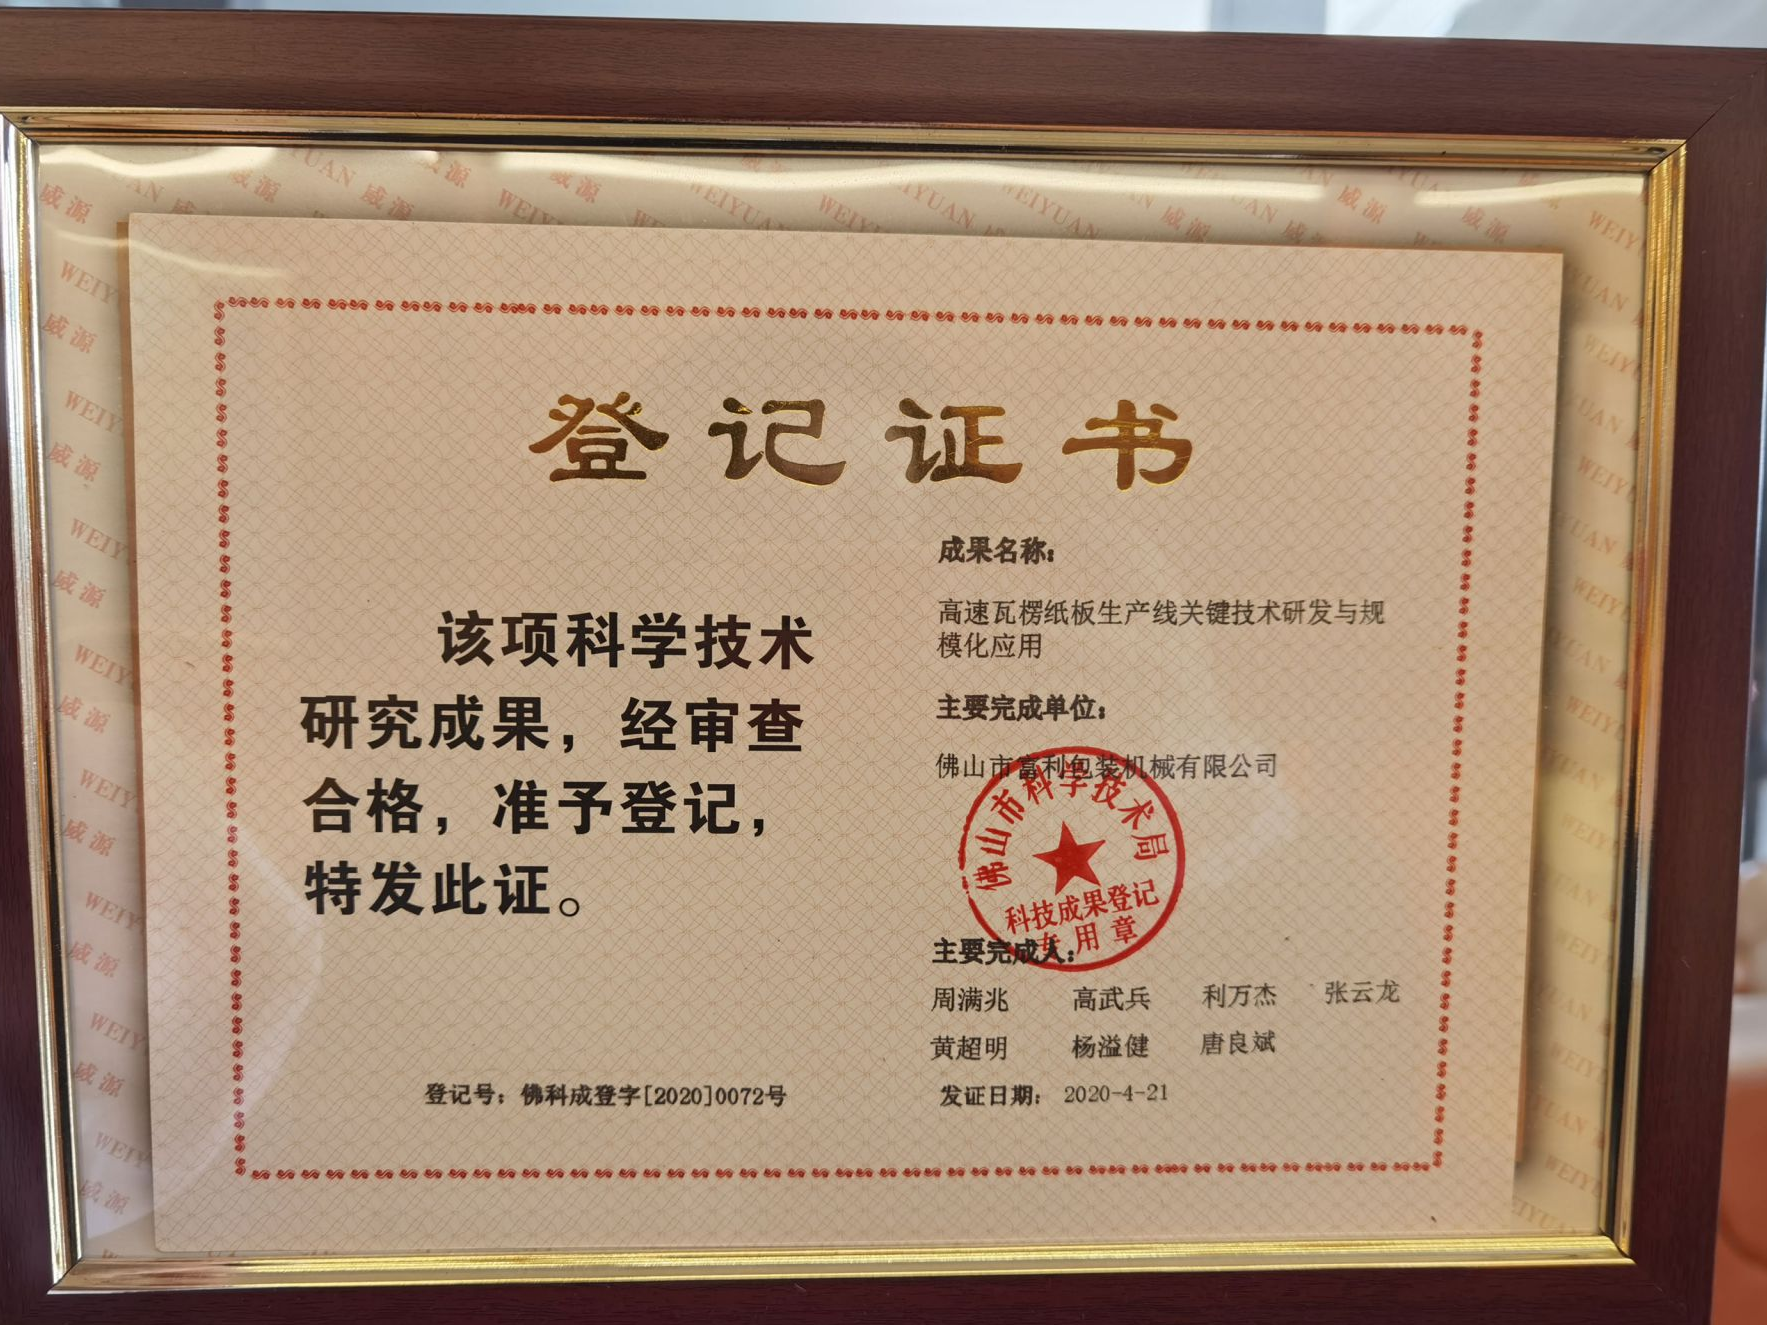 登记证书
该项科学技术
研究成果，经审查
合格，准予登记，
特发此证。
登记号：佛科成登字[2020]0072号
成果名称：
高速瓦楞纸板生产线关键技术研发与规
模化应用
主要完成单位：
佛山市富利包装机械有限公司
佛山市科学技术局
科技成果登记
专用章
主要完成人：
周满兆 高武兵 利万杰 张云龙
黄超明 杨溢健 唐良斌
发证日期： 2020-4-21
威源 WEIYUAN